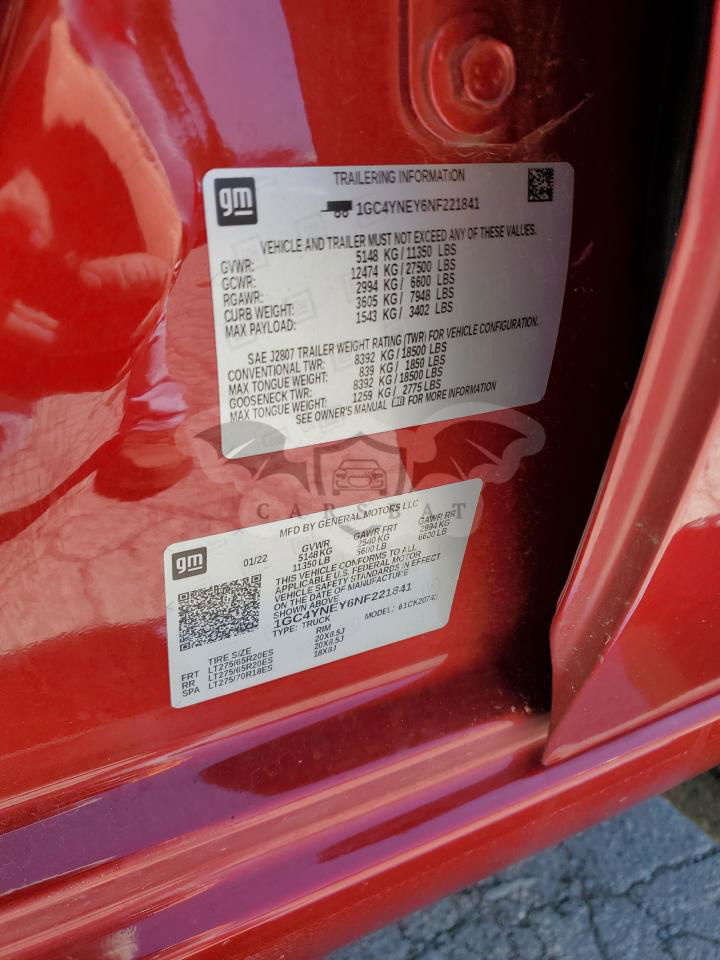 gm
TRAILERING INFORMATION
1GC4YNEY6NF221841
VEHICLE AND TRAILER MUST NOT EXCEED ANY OF THESE VALUES.
GVWR: 5148 KG / 11350 LBS
GCWR: 12474 KG / 27500 LBS
RGAWR: 2994 KG / 6600 LBS
CURB WEIGHT: 3605 KG / 7948 LBS
MAX PAYLOAD: 1543 KG / 3402 LBS
SAE J2807 TRAILER WEIGHT RATING (TWR) FOR VEHICLE CONFIGURATION.
CONVENTIONAL TWR: 8392 KG / 18500 LBS
MAX TONGUE WEIGHT: 839 KG / 1850 LBS
GOOSENECK TWR: 8392 KG / 18500 LBS
MAX TONGUE WEIGHT: 1259 KG / 2775 LBS
SEE OWNER'S MANUAL FOR MORE INFORMATION
CARSBAT
gm
MFD BY GENERAL MOTORS LLC
01/22
GVWR GAWR FRT GAWR RR
5148 KG 2540 KG 2994 KG
11350 LB 5600 LB 6600 LB
THIS VEHICLE CONFORMS TO ALL
APPLICABLE U.S. FEDERAL MOTOR
VEHICLE SAFETY STANDARDS IN EFFECT
ON THE DATE OF MANUFACTURE
SHOWN ABOVE.
1GC4YNEY6NF221841
TYPE: TRUCK MODEL: 61CK20743
TIRE SIZE RIM
FRT LT275/65R20ES 20X8.5J
RR LT275/65R20ES 20X8.5J
SPA LT275/70R18ES 18X8J